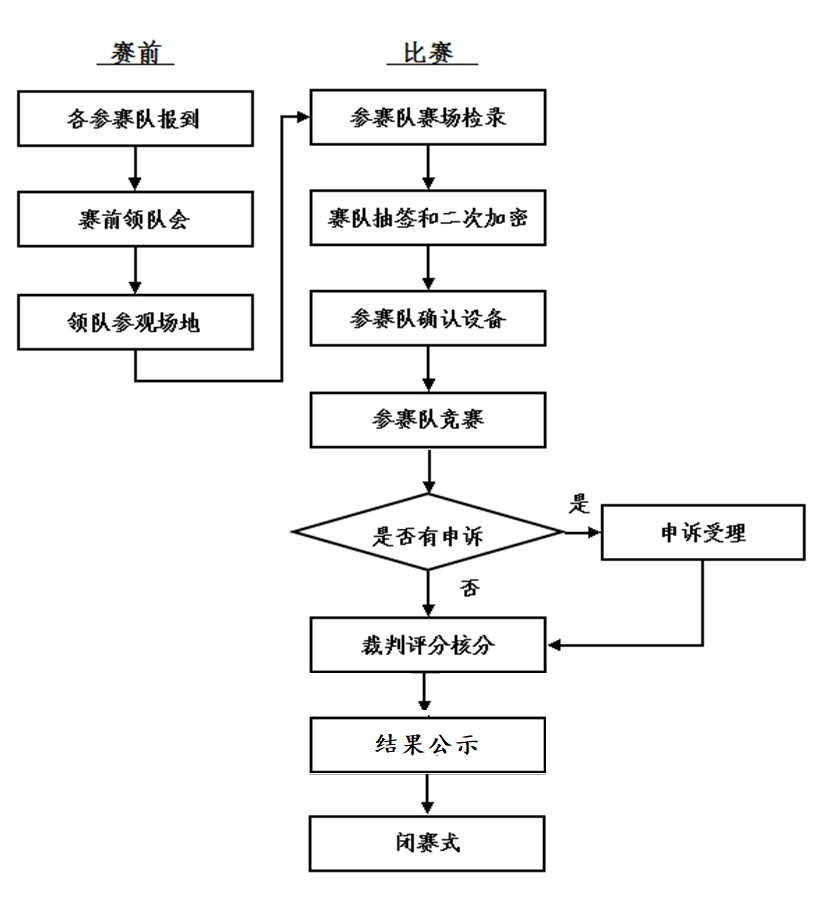 赛前
各参赛队报到
赛前领队会
领队参观场地
比赛
参赛队赛场检录
赛队抽签和二次加密
参赛队确认设备
参赛队竞赛
是否有申诉
是
申诉受理
否
裁判评分核分
结果公示
闭赛式